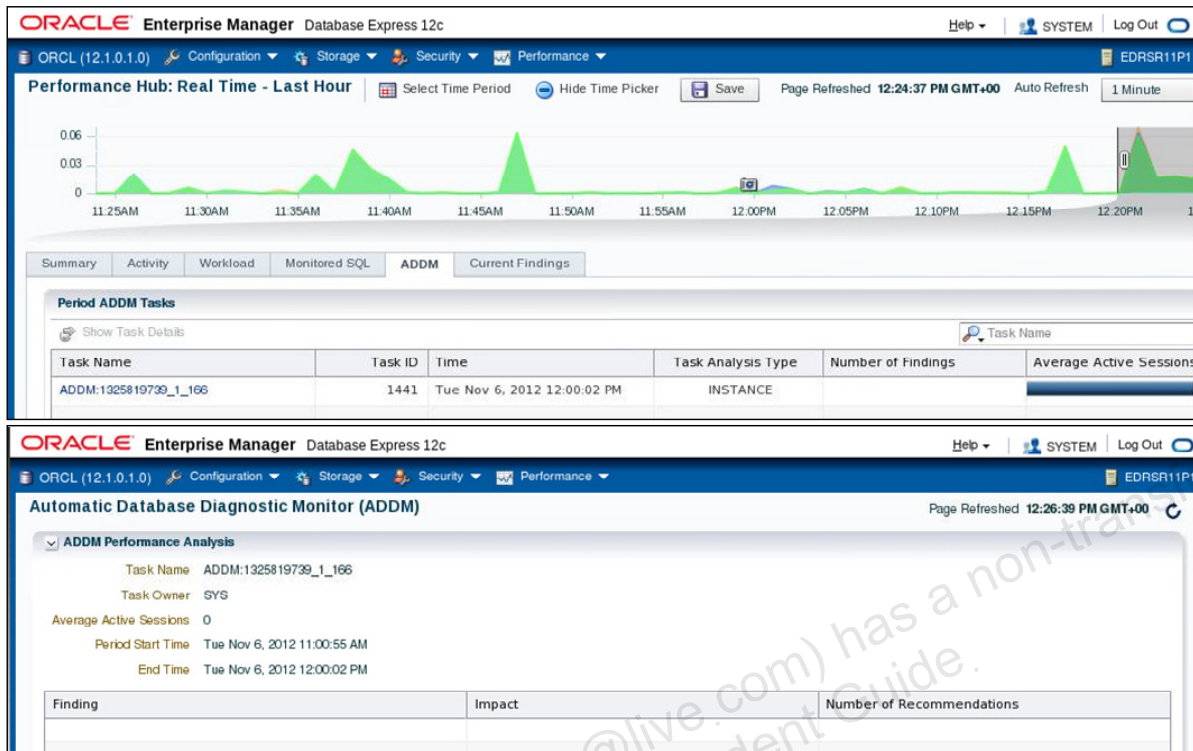 ORACLE Enterprise Manager Database Express 12c Help SYSTEM Log Out
ORCL (12.1.0.1.0) Configuration Storage Security Performance EDRSR11P1
Performance Hub: Real Time - Last Hour Select Time Period Hide Time Picker Save Page Refreshed 12:24:37 PM GMT+00 Auto Refresh 1 Minute
0.06
0.03
0
11:25AM 11:30AM 11:35AM 11:40AM 11:45AM 11:50AM 11:55AM 12:00PM 12:05PM 12:10PM 12:15PM 12:20PM 1
Summary Activity Workload Monitored SQL ADDM Current Findings
Period ADDM Tasks
Show Task Details Task Name
Task Name Task ID Time Task Analysis Type Number of Findings Average Active Sessions
ADDM:1325819739_1_166 1441 Tue Nov 6, 2012 12:00:02 PM INSTANCE
ORACLE Enterprise Manager Database Express 12c Help SYSTEM Log Out
ORCL (12.1.0.1.0) Configuration Storage Security Performance EDRSR11P1
Automatic Database Diagnostic Monitor (ADDM) Page Refreshed 12:26:39 PM GMT+00
ADDM Performance Analysis
Task Name ADDM:1325819739_1_166
Task Owner SYS
Average Active Sessions 0
Period Start Time Tue Nov 6, 2012 11:00:55 AM
End Time Tue Nov 6, 2012 12:00:02 PM
Finding Impact Number of Recommendations
@live.com) has a non-trans
Guide.